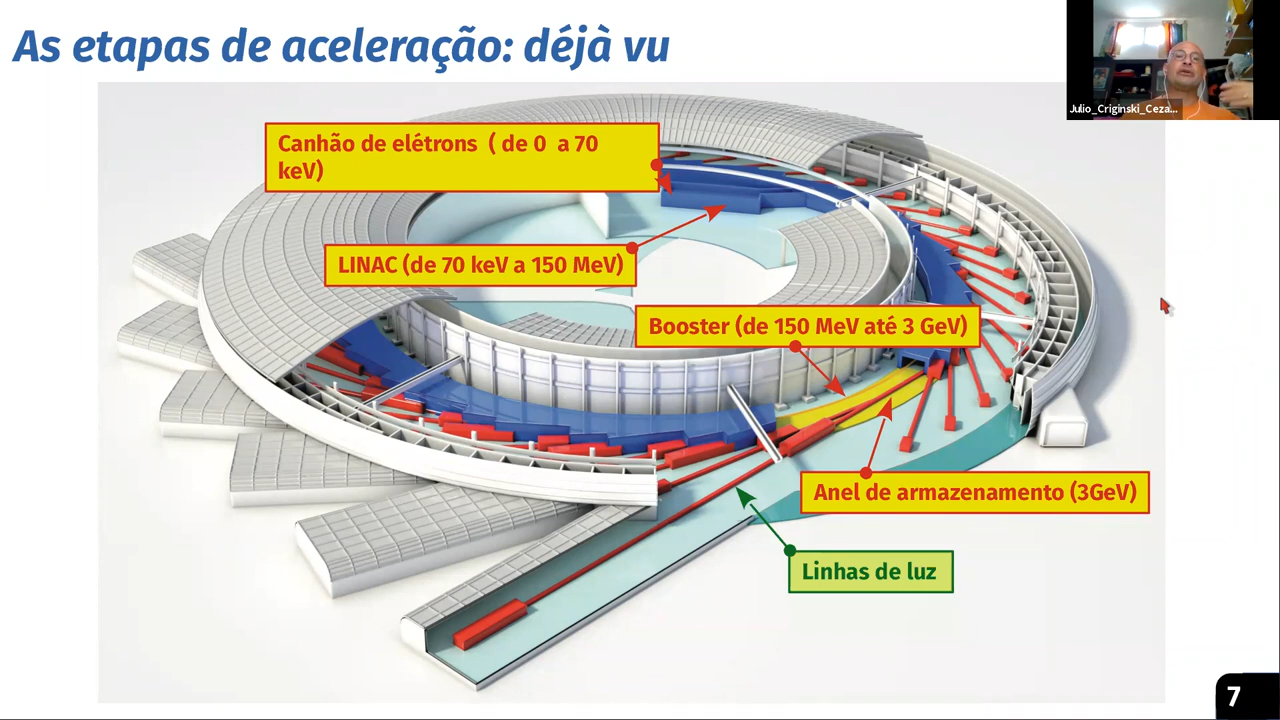 As etapas de aceleração: déjà vu
Julio_Criginski_Ceza...
Canhão de elétrons ( de 0 a 70
keV)
LINAC (de 70 keV a 150 MeV)
Booster (de 150 MeV até 3 GeV)
Anel de armazenamento (3GeV)
Linhas de luz
7